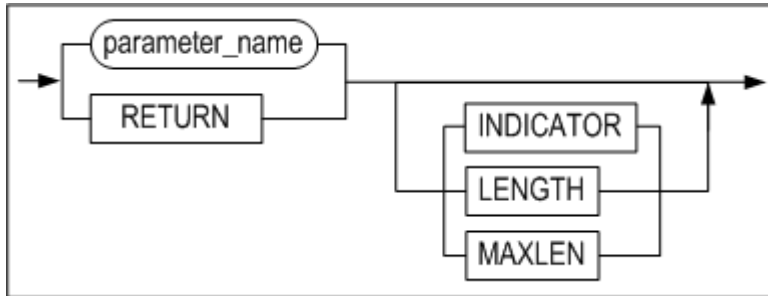 parameter_name
RETURN
INDICATOR
LENGTH
MAXLEN